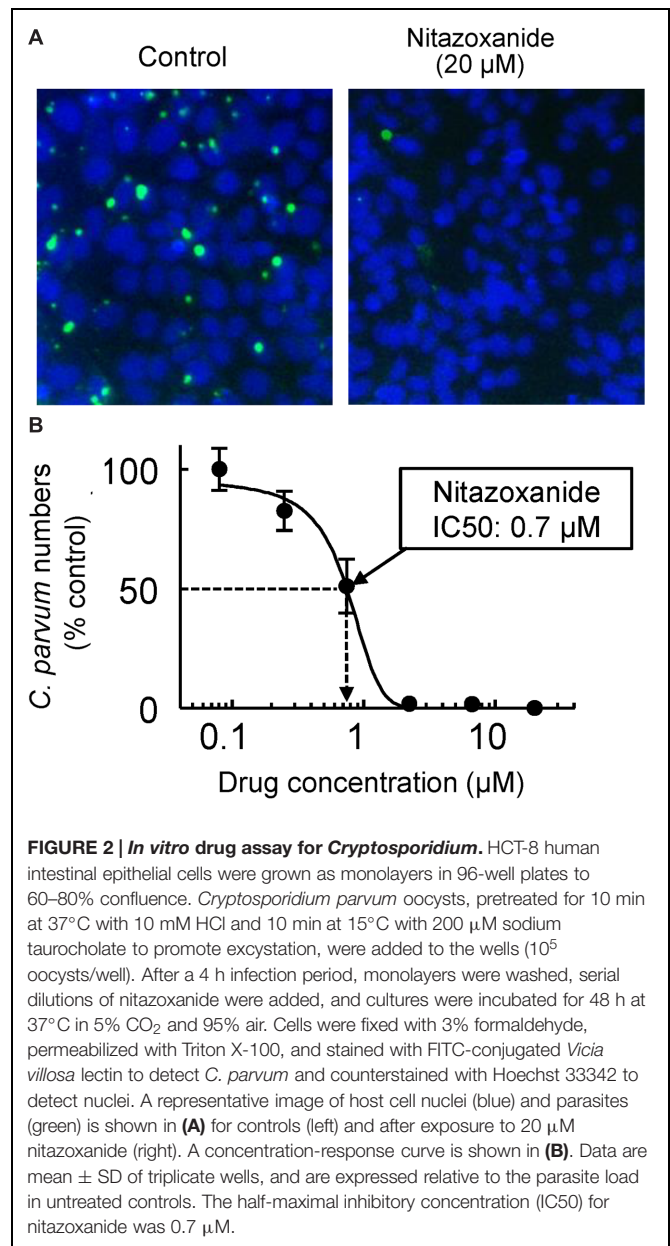 A
Control
Nitazoxanide
(20 µM)
B
C. parvum numbers
(% control)
100
50
0
Nitazoxanide
IC50: 0.7 µM
0.1
1
10
Drug concentration (µM)
FIGURE 2 | In vitro drug assay for Cryptosporidium. HCT-8 human
intestinal epithelial cells were grown as monolayers in 96-well plates to
60–80% confluence. Cryptosporidium parvum oocysts, pretreated for 10 min
at 37°C with 10 mM HCl and 10 min at 15°C with 200 µM sodium
taurocholate to promote excystation, were added to the wells (10⁵
oocysts/well). After a 4 h infection period, monolayers were washed, serial
dilutions of nitazoxanide were added, and cultures were incubated for 48 h at
37°C in 5% CO₂ and 95% air. Cells were fixed with 3% formaldehyde,
permeabilized with Triton X-100, and stained with FITC-conjugated Vicia
villosa lectin to detect C. parvum and counterstained with Hoechst 33342 to
detect nuclei. A representative image of host cell nuclei (blue) and parasites
(green) is shown in (A) for controls (left) and after exposure to 20 µM
nitazoxanide (right). A concentration-response curve is shown in (B). Data are
mean ± SD of triplicate wells, and are expressed relative to the parasite load
in untreated controls. The half-maximal inhibitory concentration (IC50) for
nitazoxanide was 0.7 µM.